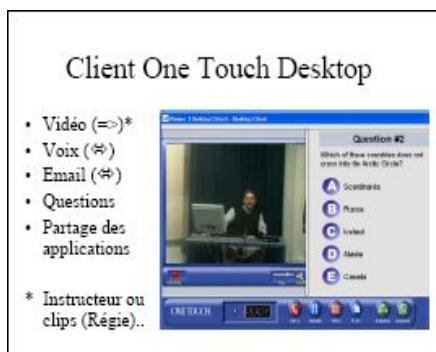 Client One Touch Desktop
• Vidéo (=>)*
• Voix (⇔)
• Email (⇔)
• Questions
• Partage des
applications
* Instructeur ou
clips (Régie)..
Question #2
Which of these countries does not
cross into the Arctic Circle?
A Scandinavia
B Russia
C Iceland
D Alaska
E Canada
ONETOUCH